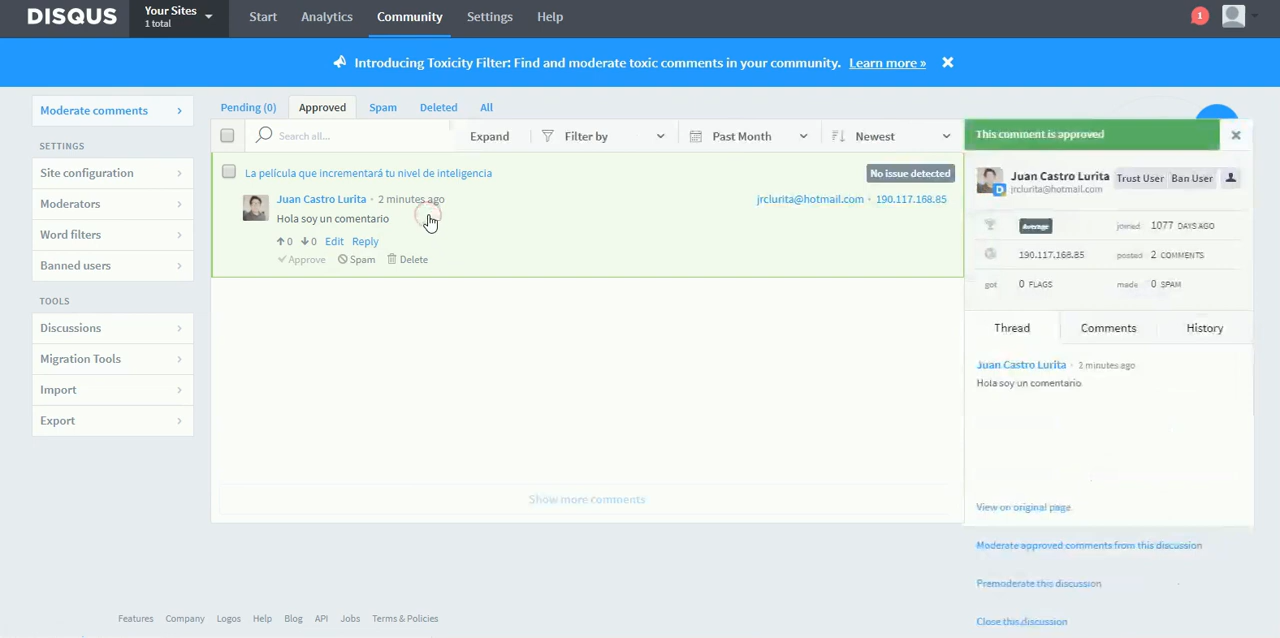 DISQUS
Your Sites
1 total
Start Analytics Community Settings Help
1
Introducing Toxicity Filter: Find and moderate toxic comments in your community. Learn more »
Moderate comments
SETTINGS
Site configuration
Moderators
Word filters
Banned users
TOOLS
Discussions
Migration Tools
Import
Export
Pending (0) Approved Spam Deleted All
Search all... Expand Filter by Past Month Newest
La película que incrementará tu nivel de inteligencia No issue detected
Juan Castro Lurita · 2 minutes ago jrclurita@hotmail.com · 190.117.168.85
Hola soy un comentario
0 0 Edit Reply
Approve Spam Delete
Show more comments
This comment is approved
Juan Castro Lurita Trust User Ban User
jrclurita@hotmail.com
D
Average joined 1077 DAYS AGO
190.117.168.85 posted 2 COMMENTS
got 0 FLAGS made 0 SPAM
Thread Comments History
Juan Castro Lurita · 2 minutes ago
Hola soy un comentario
View on original page
Moderate approved comments from this discussion
Premoderate this discussion
Close this discussion
Features Company Logos Help Blog API Jobs Terms & Policies